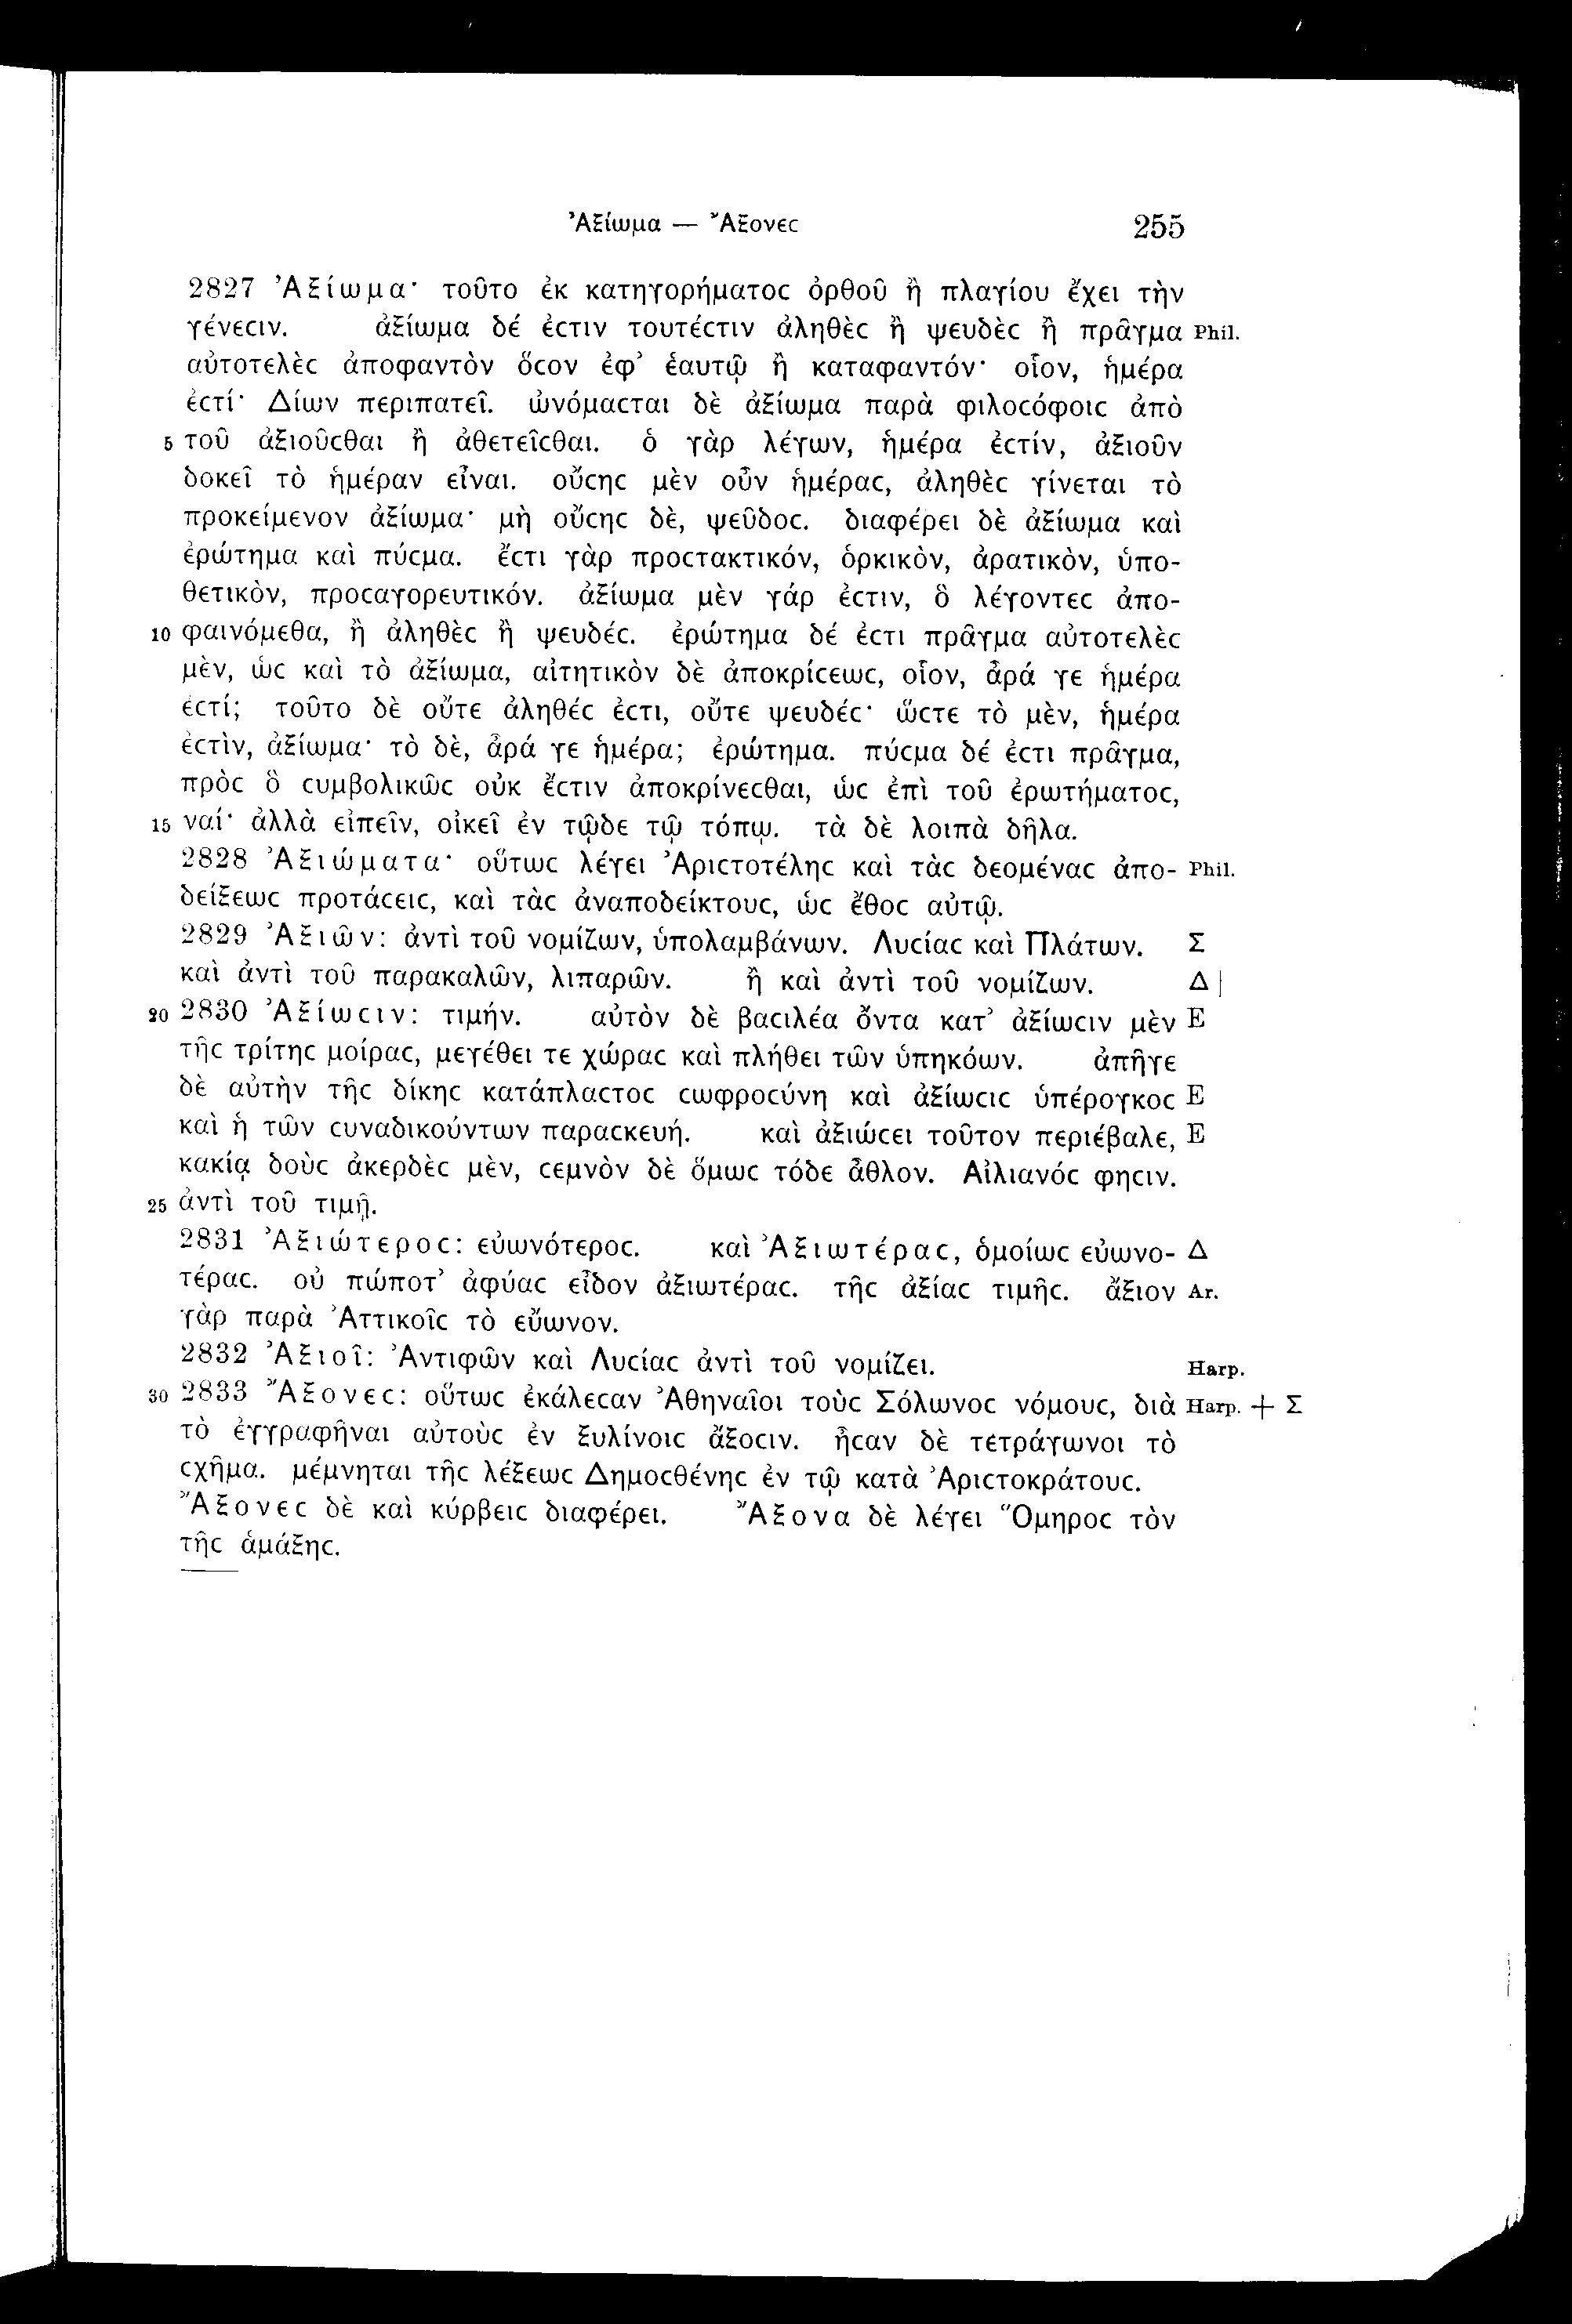 Ἀξίωμα — Ἄξονεϲ 255
2827 Ἀξίωμα· τοῦτο ἐκ κατηγορήματοϲ ὀρθοῦ ἢ πλαγίου ἔχει τὴν
γένεϲιν. ἀξίωμα δέ ἐϲτιν τουτέϲτιν ἀληθὲϲ ἢ ψευδὲϲ ἢ πρᾶγμα Phil.
αὐτοτελὲϲ ἀποφαντὸν ὅϲον ἐφ’ ἑαυτῷ ἢ καταφαντόν· οἷον, ἡμέρα
ἐϲτί· Δίων περιπατεῖ. ὠνόμαϲται δὲ ἀξίωμα παρὰ φιλοϲόφοιϲ ἀπὸ
5 τοῦ ἀξιοῦϲθαι ἢ ἀθετεῖϲθαι. ὁ γὰρ λέγων, ἡμέρα ἐϲτίν, ἀξιοῦν
δοκεῖ τὸ ἡμέραν εἶναι. οὔϲηϲ μὲν οὖν ἡμέραϲ, ἀληθὲϲ γίνεται τὸ
προκείμενον ἀξίωμα· μὴ οὔϲηϲ δὲ, ψεῦδοϲ. διαφέρει δὲ ἀξίωμα καὶ
ἐρώτημα καὶ πύϲμα. ἔϲτι γὰρ προϲτακτικόν, ὁρκικὸν, ἀρατικὸν, ὑπο-
θετικὸν, προϲαγορευτικόν. ἀξίωμα μὲν γάρ ἐϲτιν, ὃ λέγοντεϲ ἀπο-
10 φαινόμεθα, ἢ ἀληθὲϲ ἢ ψευδέϲ. ἐρώτημα δέ ἐϲτι πρᾶγμα αὐτοτελὲϲ
μὲν, ὡϲ καὶ τὸ ἀξίωμα, αἰτητικὸν δὲ ἀποκρίϲεωϲ, οἷον, ἆρά γε ἡμέρα
ἐϲτί; τοῦτο δὲ οὔτε ἀληθέϲ ἐϲτι, οὔτε ψευδέϲ· ὥϲτε τὸ μὲν, ἡμέρα
ἐϲτὶν, ἀξίωμα· τὸ δὲ, ἆρά γε ἡμέρα; ἐρώτημα. πύϲμα δέ ἐϲτι πρᾶγμα,
πρὸϲ ὃ ϲυμβολικῶϲ οὐκ ἔϲτιν ἀποκρίνεϲθαι, ὡϲ ἐπὶ τοῦ ἐρωτήματοϲ,
15 ναί· ἀλλὰ εἰπεῖν, οἰκεῖ ἐν τῷδε τῷ τόπῳ. τὰ δὲ λοιπὰ δῆλα.
2828 Ἀξιώματα· οὕτωϲ λέγει Ἀριϲτοτέληϲ καὶ τὰϲ δεομέναϲ ἀπο- Phil.
δείξεωϲ προτάϲειϲ, καὶ τὰϲ ἀναποδείκτουϲ, ὡϲ ἔθοϲ αὐτῷ.
2829 Ἀξιῶν: ἀντὶ τοῦ νομίζων, ὑπολαμβάνων. Λυϲίαϲ καὶ Πλάτων. Σ
καὶ ἀντὶ τοῦ παρακαλῶν, λιπαρῶν. ἢ καὶ ἀντὶ τοῦ νομίζων. Δ|
20 2830 Ἀξίωϲιν: τιμήν. αὐτὸν δὲ βαϲιλέα ὄντα κατ’ ἀξίωϲιν μὲν E
τῆϲ τρίτηϲ μοίραϲ, μεγέθει τε χώραϲ καὶ πλήθει τῶν ὑπηκόων. ἀπῆγε
δὲ αὐτὴν τῆϲ δίκηϲ κατάπλαϲτοϲ ϲωφροϲύνη καὶ ἀξίωϲιϲ ὑπέρογκοϲ E
καὶ ἡ τῶν ϲυναδικούντων παραϲκευή. καὶ ἀξιώϲει τοῦτον περιέβαλε, E
κακίᾳ δοὺϲ ἀκερδὲϲ μὲν, ϲεμνὸν δὲ ὅμωϲ τόδε ἆθλον. Αἰλιανόϲ φηϲιν.
25 ἀντὶ τοῦ τιμῇ.
2831 Ἀξιώτεροϲ: εὐωνότεροϲ. καὶ Ἀξιωτέραϲ, ὁμοίωϲ εὐωνο- Δ
τέραϲ. οὐ πώποτ’ ἀφύαϲ εἶδον ἀξιωτέραϲ. τῆϲ ἀξίαϲ τιμῆϲ. ἄξιον Ar.
γὰρ παρὰ Ἀττικοῖϲ τὸ εὔωνον.
2832 Ἀξιοῖ: Ἀντιφῶν καὶ Λυϲίαϲ ἀντὶ τοῦ νομίζει. Harp.
30 2833 Ἄξονεϲ: οὕτωϲ ἐκάλεϲαν Ἀθηναῖοι τοὺϲ Σόλωνοϲ νόμουϲ, διὰ Harp. + Σ
τὸ ἐγγραφῆναι αὐτοὺϲ ἐν ξυλίνοιϲ ἄξοϲιν. ἦϲαν δὲ τετράγωνοι τὸ
ϲχῆμα. μέμνηται τῆϲ λέξεωϲ Δημοϲθένηϲ ἐν τῷ κατὰ Ἀριϲτοκράτουϲ.
Ἄξονεϲ δὲ καὶ κύρβειϲ διαφέρει. Ἄξονα δὲ λέγει Ὅμηροϲ τὸν
τῆϲ ἁμάξηϲ.